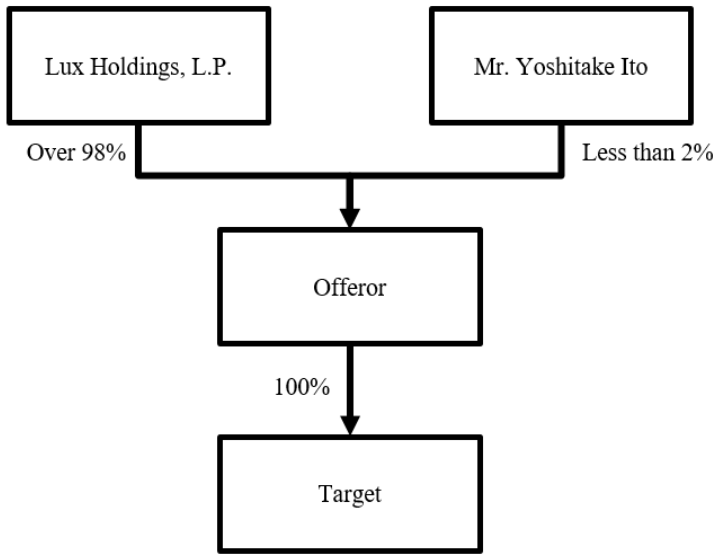 Lux Holdings, L.P.
Mr. Yoshitake Ito
Over 98%
Less than 2%
Offeror
100%
Target